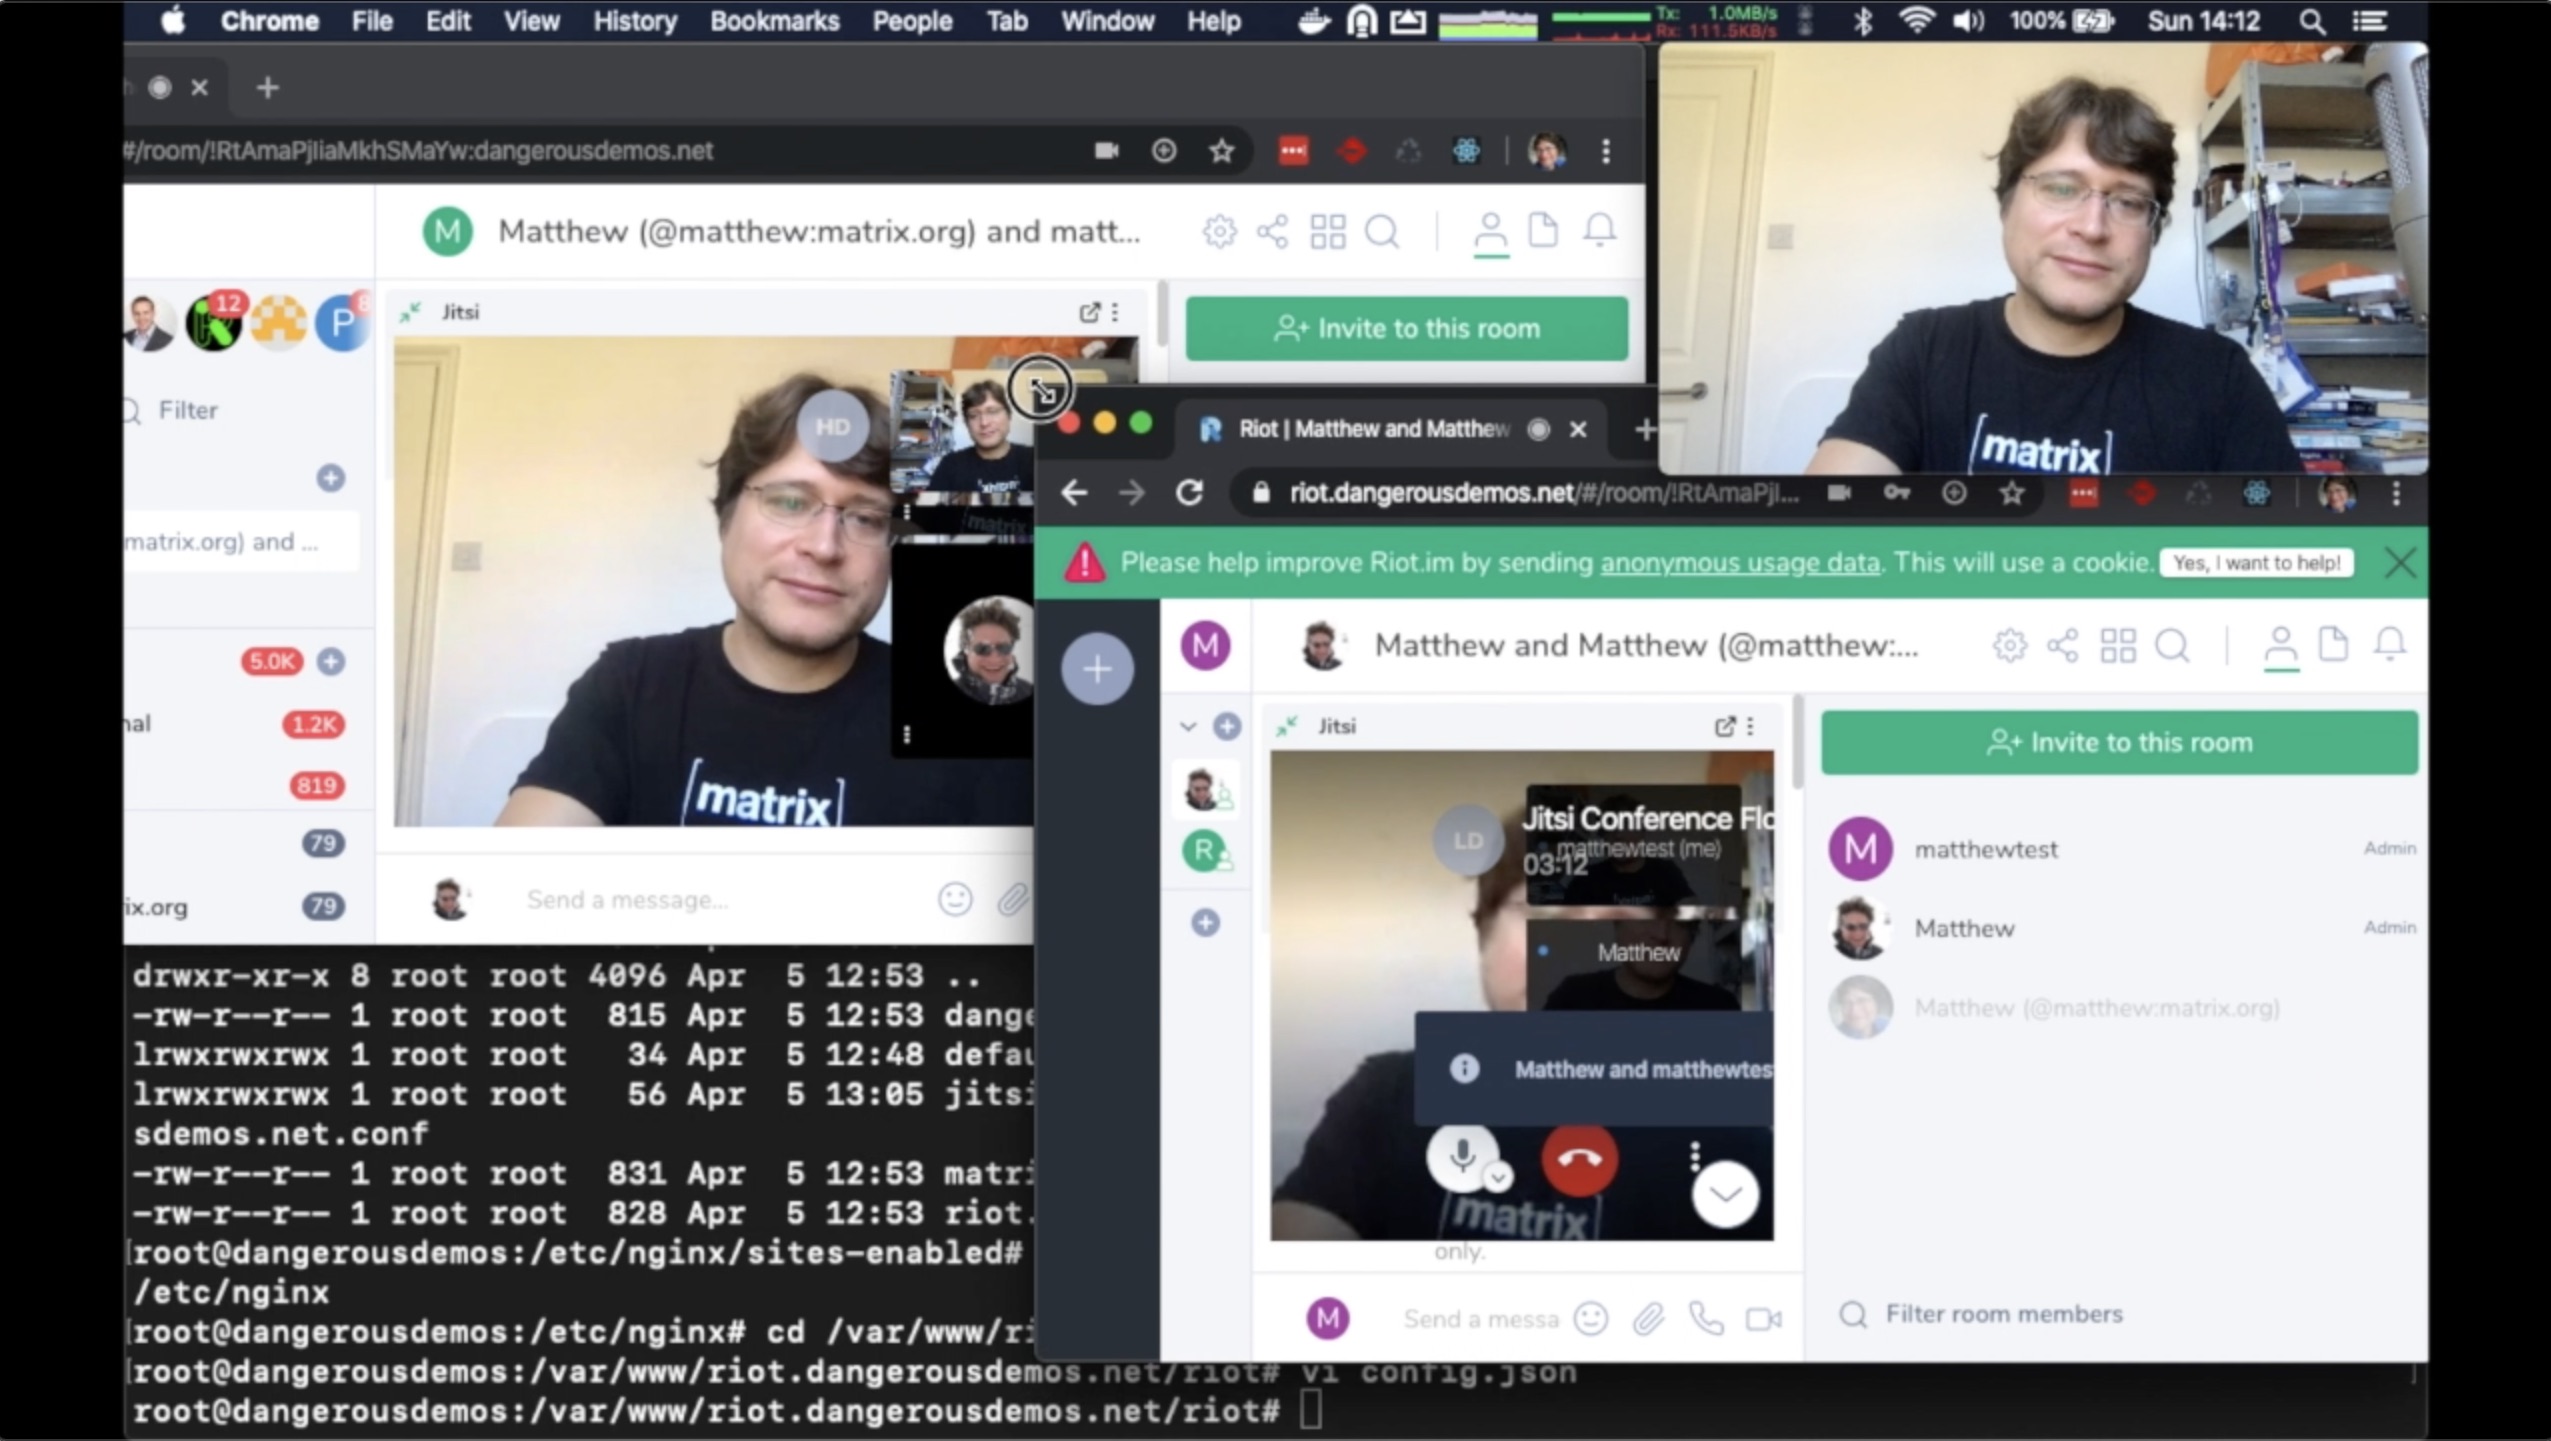 Chrome File Edit View History Bookmarks People Tab Window Help Tx: 1.0MB/s Rx: 111.5KB/s 100% Sun 14:12
#/room/!RtAmaPjIiaMkhSMaYw:dangerousdemos.net
M Matthew (@matthew:matrix.org) and matt...
12 P 8
Jitsi
Invite to this room
Filter
HD
matrix.org) and ...
5.0K
nal 1.2K
819
[matrix]
79
ix.org 79
Send a message...
[matrix]
Riot | Matthew and Matthew
riot.dangerousdemos.net/#/room/!RtAmaPjI...
Please help improve Riot.im by sending anonymous usage data. This will use a cookie. Yes, I want to help!
M Matthew and Matthew (@matthew:...
Jitsi
Invite to this room
LD Jitsi Conference Flo
matthewtest (me)
03:12
R
Matthew
Matthew and matthewtes
[matrix]
only.
M Send a messa
M matthewtest Admin
Matthew Admin
Matthew (@matthew:matrix.org)
Filter room members
drwxr-xr-x 8 root root 4096 Apr 5 12:53 ..
-rw-r--r-- 1 root root 815 Apr 5 12:53 dange
lrwxrwxrwx 1 root root 34 Apr 5 12:48 defau
lrwxrwxrwx 1 root root 56 Apr 5 13:05 jitsi
sdemos.net.conf
-rw-r--r-- 1 root root 831 Apr 5 12:53 matri
-rw-r--r-- 1 root root 828 Apr 5 12:53 riot.
root@dangerousdemos:/etc/nginx/sites-enabled#
/etc/nginx
root@dangerousdemos:/etc/nginx# cd /var/www/ri
root@dangerousdemos:/var/www/riot.dangerousdemos.net/riot# vi config.json
root@dangerousdemos:/var/www/riot.dangerousdemos.net/riot#